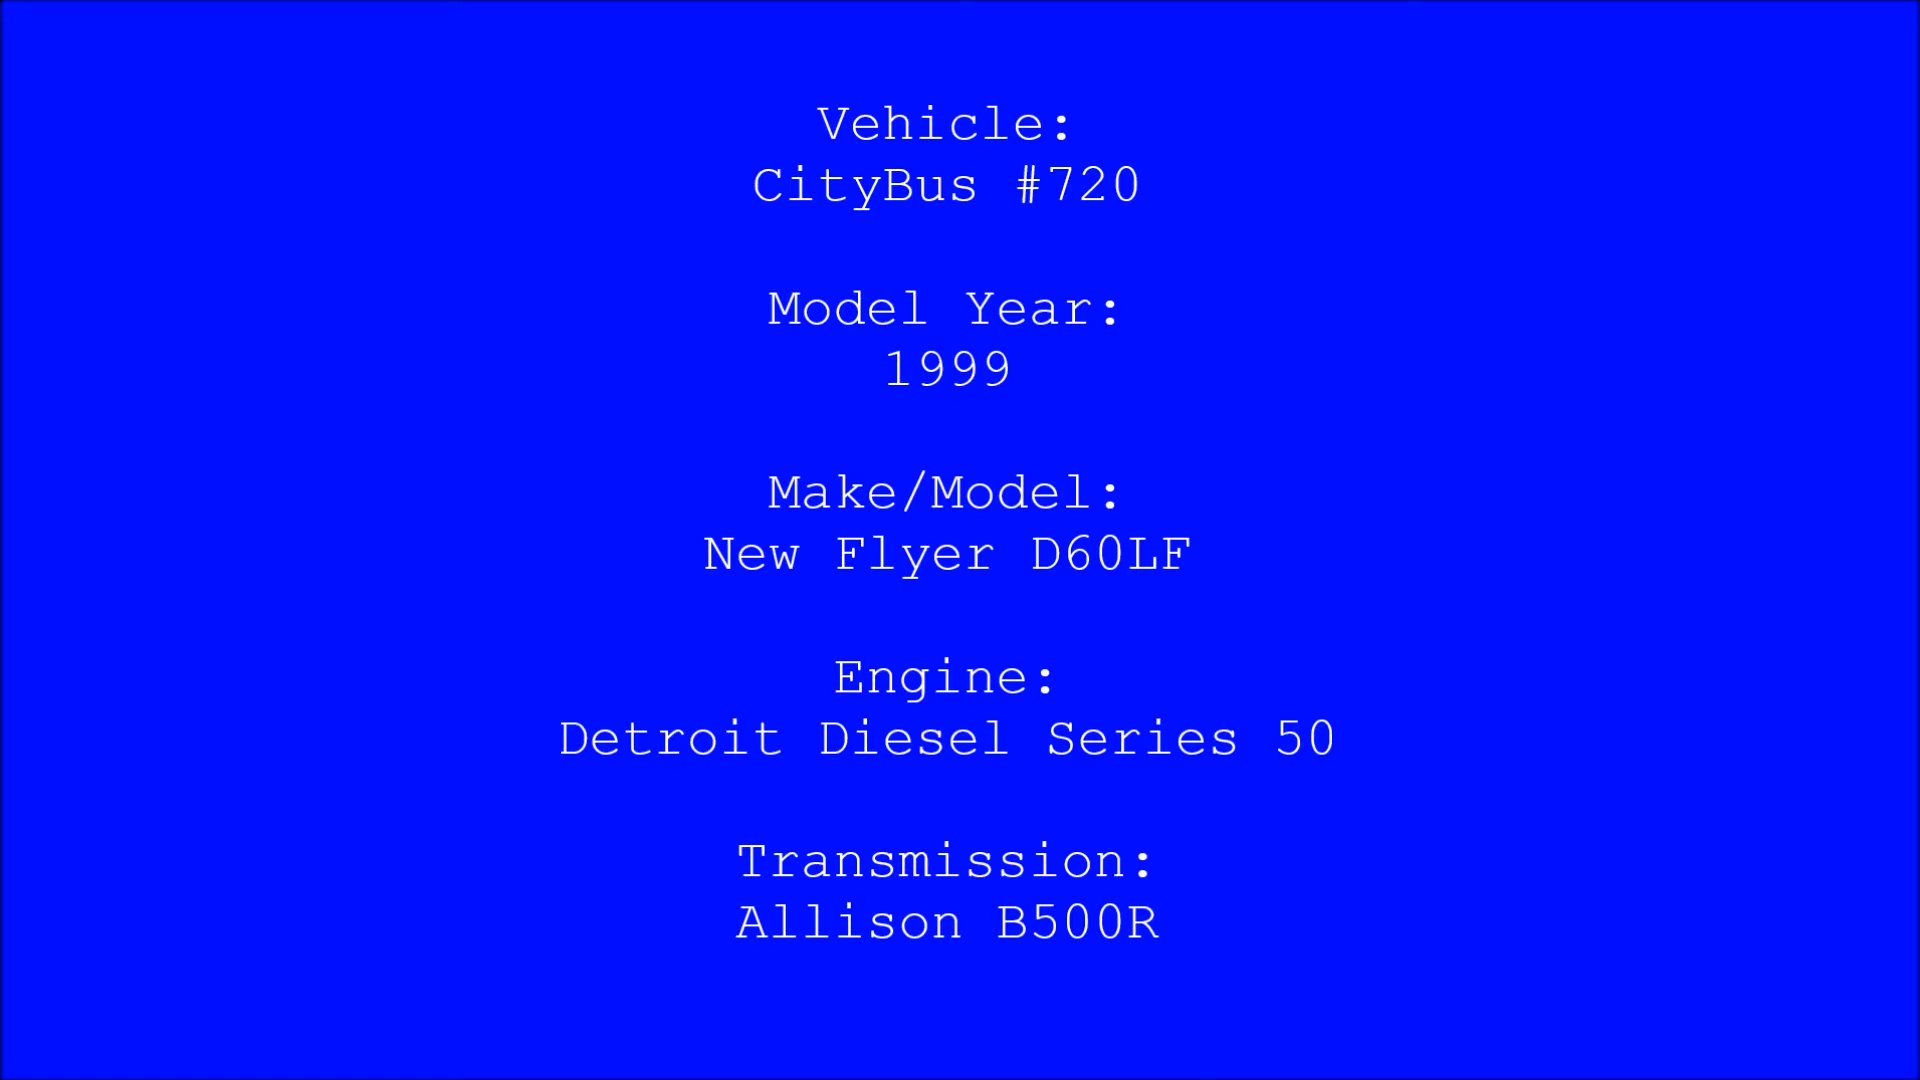 Vehicle:
CityBus #720
Model Year:
1999
Make/Model:
New Flyer D60LF
Engine:
Detroit Diesel Series 50
Transmission:
Allison B500R